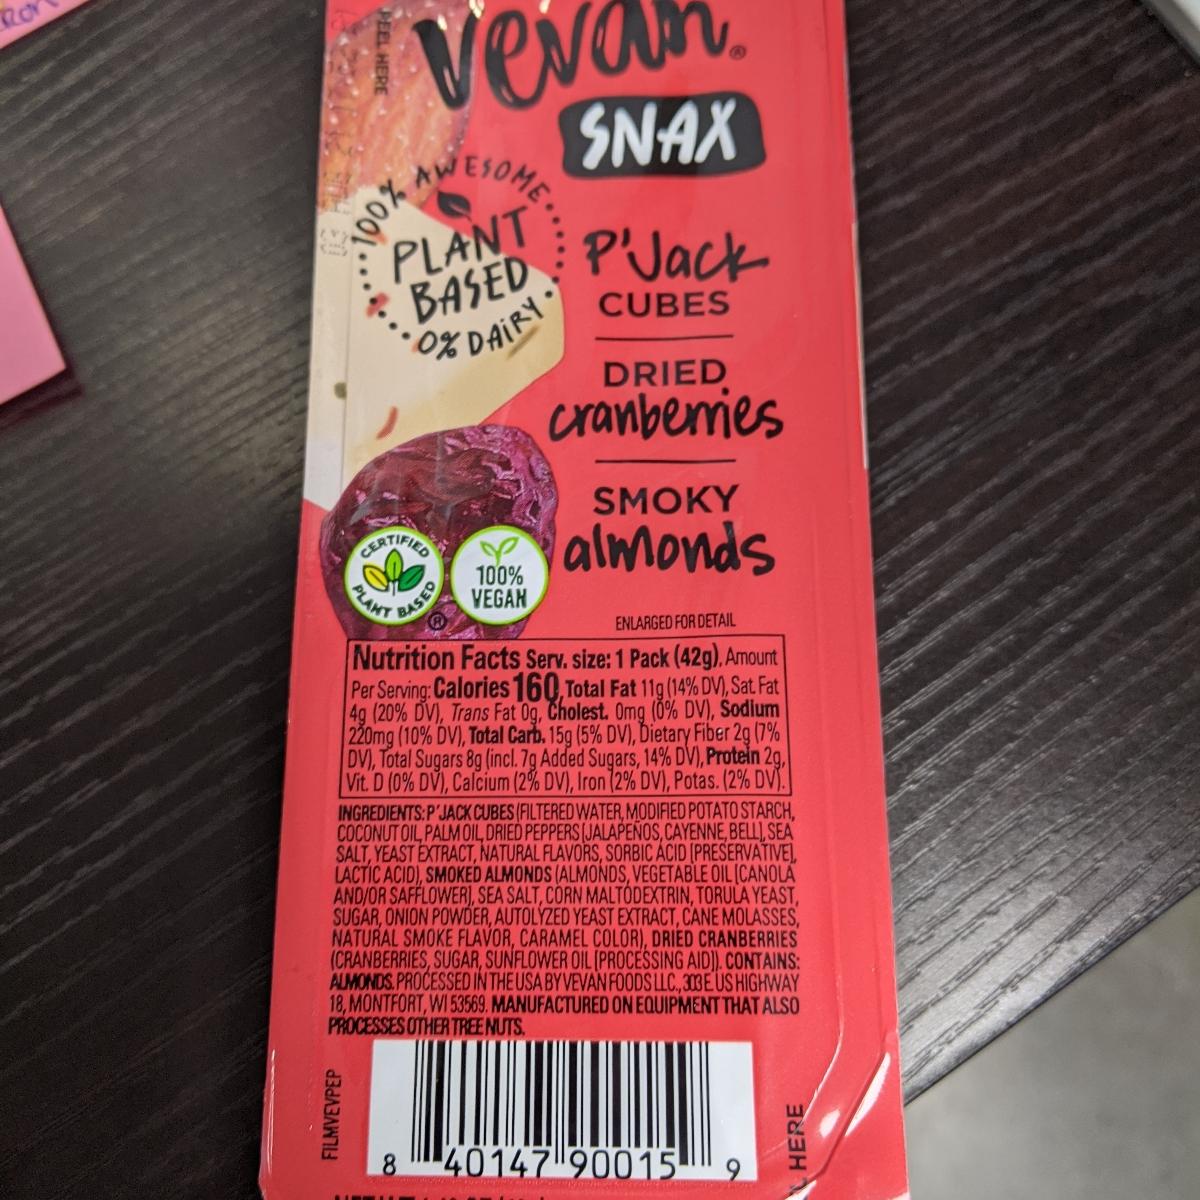 PEEL HERE
vevan®
SNAX
100% AWESOME
PLANT
BASED
0% DAIRY
P'Jack
CUBES
DRIED
cranberries
SMOKY
almonds
CERTIFIED
PLANT BASED
®
100%
VEGAN
ENLARGED FOR DETAIL
Nutrition Facts Serv. size: 1 Pack (42g), Amount
Per Serving: Calories 160, Total Fat 11g (14% DV), Sat. Fat
4g (20% DV), Trans Fat 0g, Cholest. 0mg (0% DV), Sodium
220mg (10% DV), Total Carb. 15g (5% DV), Dietary Fiber 2g (7%
DV), Total Sugars 8g (incl. 7g Added Sugars, 14% DV), Protein 2g,
Vit. D (0% DV), Calcium (2% DV), Iron (2% DV), Potas. (2% DV).
INGREDIENTS: P'JACK CUBES (FILTERED WATER, MODIFIED POTATO STARCH,
COCONUT OIL, PALM OIL, DRIED PEPPERS [JALAPEÑOS, CAYENNE, BELL], SEA
SALT, YEAST EXTRACT, NATURAL FLAVORS, SORBIC ACID [PRESERVATIVE],
LACTIC ACID), SMOKED ALMONDS (ALMONDS, VEGETABLE OIL [CANOLA
AND/OR SAFFLOWER], SEA SALT, CORN MALTODEXTRIN, TORULA YEAST,
SUGAR, ONION POWDER, AUTOLYZED YEAST EXTRACT, CANE MOLASSES,
NATURAL SMOKE FLAVOR, CARAMEL COLOR), DRIED CRANBERRIES
(CRANBERRIES, SUGAR, SUNFLOWER OIL [PROCESSING AID]). CONTAINS:
ALMONDS. PROCESSED IN THE USA BY VEVAN FOODS LLC., 303 E. US HIGHWAY
18, MONTFORT, WI 53569. MANUFACTURED ON EQUIPMENT THAT ALSO
PROCESSES OTHER TREE NUTS.
FILMVEVPEP
8 40147 90015 9
HERE